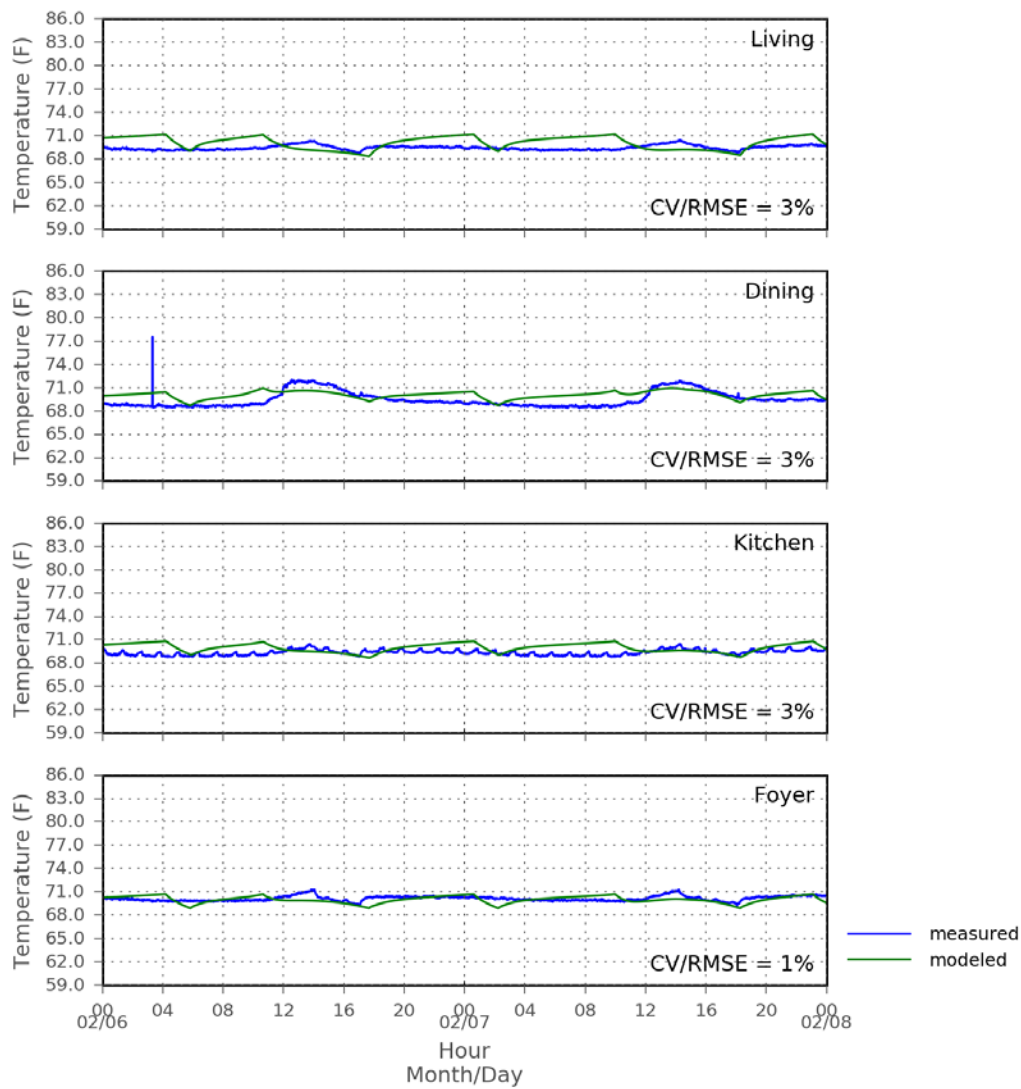 86.0
83.0
80.0
77.0
74.0
71.0
68.0
65.0
62.0
59.0
Temperature (F)
Living
CV/RMSE = 3%
86.0
83.0
80.0
77.0
74.0
71.0
68.0
65.0
62.0
59.0
Temperature (F)
Dining
CV/RMSE = 3%
86.0
83.0
80.0
77.0
74.0
71.0
68.0
65.0
62.0
59.0
Temperature (F)
Kitchen
CV/RMSE = 3%
86.0
83.0
80.0
77.0
74.0
71.0
68.0
65.0
62.0
59.0
Temperature (F)
Foyer
CV/RMSE = 1%
measured
modeled
00 04 08 12 16 20 00 04 08 12 16 20 00
02/06 02/07 02/08
Hour
Month/Day